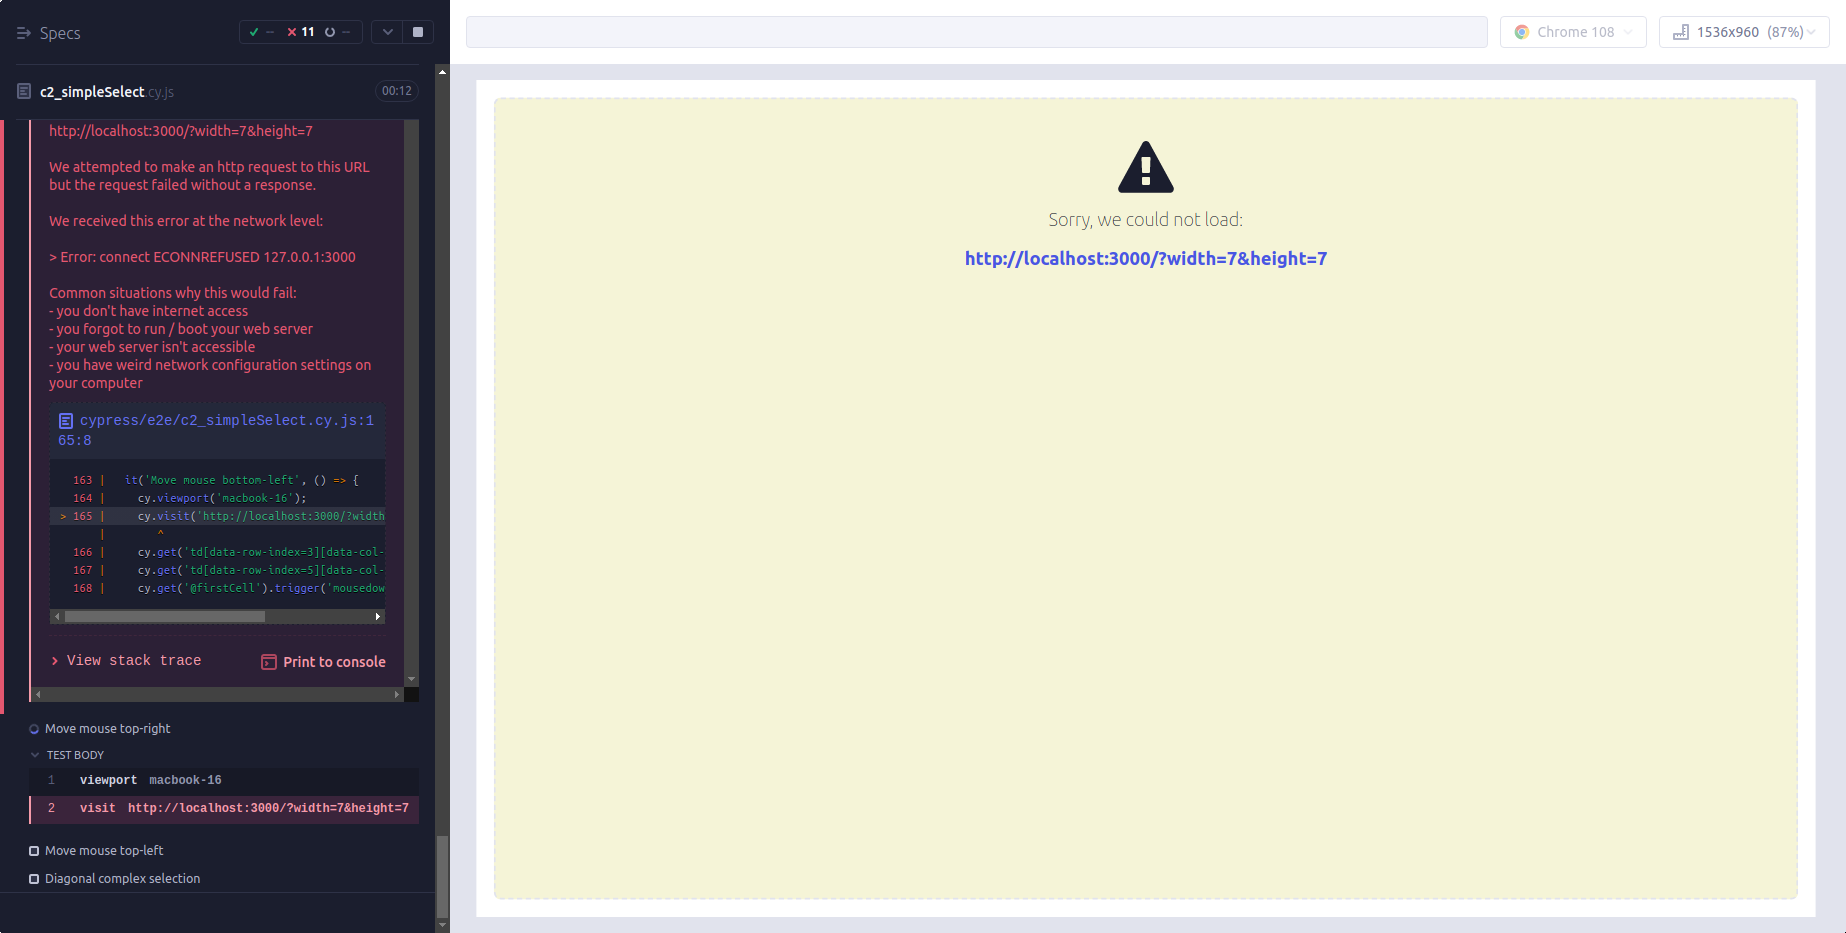 Specs
-- 11 --
c2_simpleSelect.cy.js
00:12
http://localhost:3000/?width=7&height=7
We attempted to make an http request to this URL
but the request failed without a response.
We received this error at the network level:
> Error: connect ECONNREFUSED 127.0.0.1:3000
Common situations why this would fail:
- you don't have internet access
- you forgot to run / boot your web server
- your web server isn't accessible
- you have weird network configuration settings on
your computer
cypress/e2e/c2_simpleSelect.cy.js:1
65:8
163 | it('Move mouse bottom-left', () => {
164 | cy.viewport('macbook-16');
> 165 | cy.visit('http://localhost:3000/?width
| ^
166 | cy.get('td[data-row-index=3][data-col-
167 | cy.get('td[data-row-index=5][data-col-
168 | cy.get('@firstCell').trigger('mousedow
View stack trace
Print to console
Move mouse top-right
TEST BODY
1 viewport macbook-16
2 visit http://localhost:3000/?width=7&height=7
Move mouse top-left
Diagonal complex selection
Chrome 108
1536x960 (87%)
Sorry, we could not load:
http://localhost:3000/?width=7&height=7